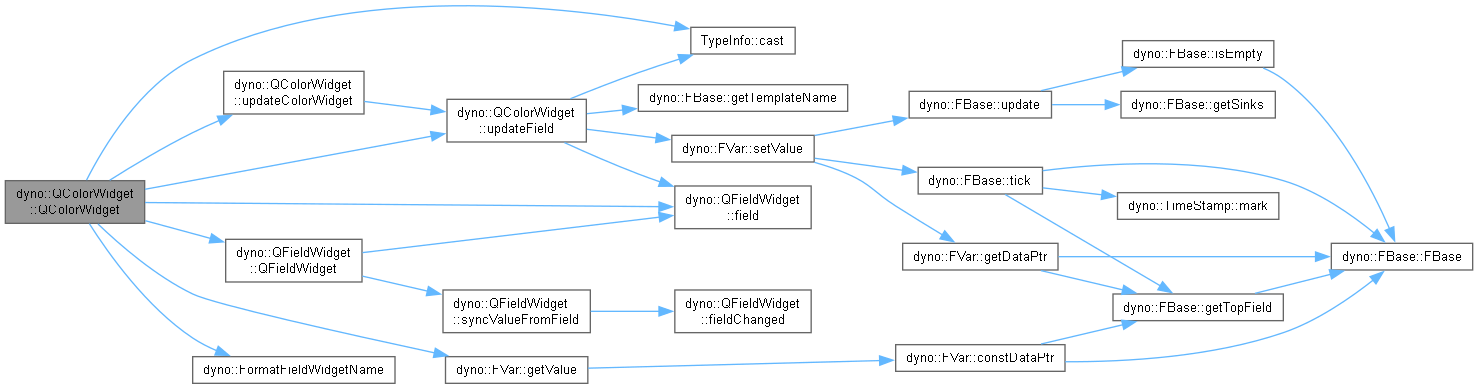 TypeInfo::cast
dyno::FBase::isEmpty
dyno::QColorWidget
::updateColorWidget
dyno::FBase::getTemplateName
dyno::FBase::update
dyno::FBase::getSinks
dyno::QColorWidget
::updateField
dyno::FVar::setValue
dyno::FBase::tick
dyno::QColorWidget
::QColorWidget
dyno::QFieldWidget
::field
dyno::TimeStamp::mark
dyno::QFieldWidget
::QFieldWidget
dyno::FVar::getDataPtr
dyno::FBase::FBase
dyno::QFieldWidget
::syncValueFromField
dyno::QFieldWidget
::fieldChanged
dyno::FBase::getTopField
dyno::FormatFieldWidgetName
dyno::FVar::getValue
dyno::FVar::constDataPtr